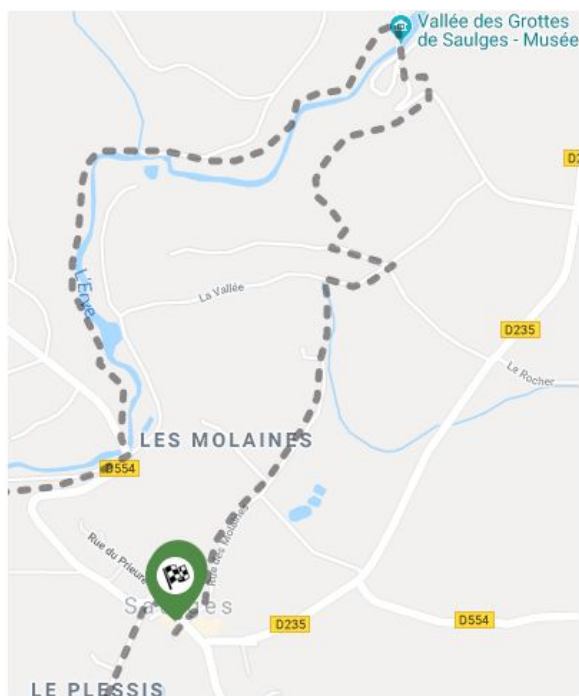 Vallée des Grottes
de Saulges - Musée
L'Erve
La Vallée
D235
Le Rocher
LES MOLAINES
D554
Rue du Prieuré
Rue des Molaines
Saulges
D235
D554
LE PLESSIS